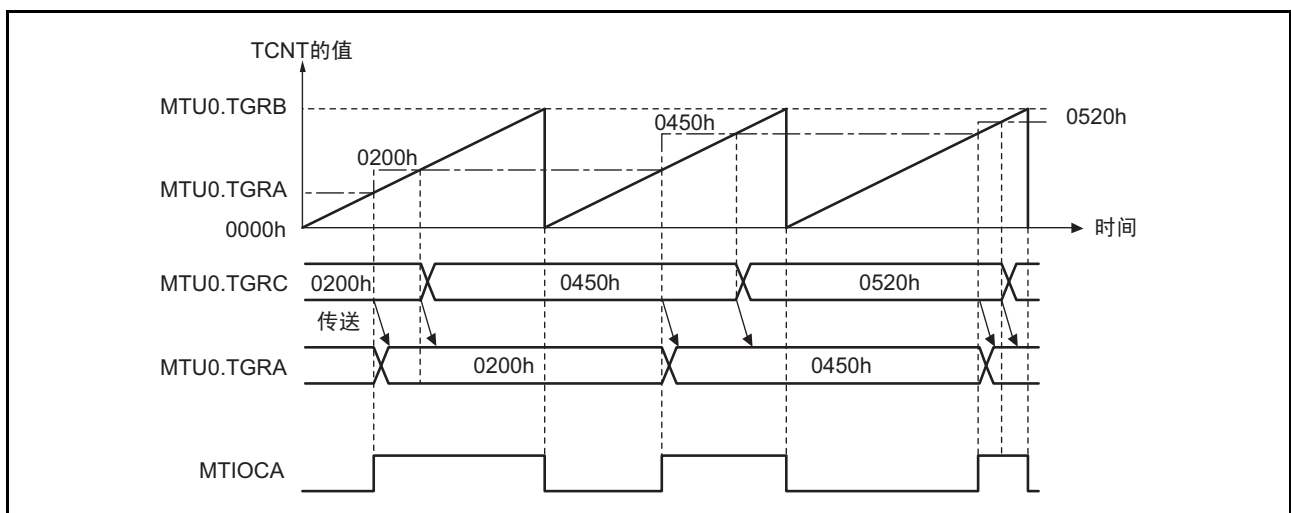 TCNT的值
MTU0.TGRB
0520h
0450h
0200h
MTU0.TGRA
0000h
时间
MTU0.TGRC 0200h 0450h 0520h
传送
MTU0.TGRA 0200h 0450h
MTIOCA